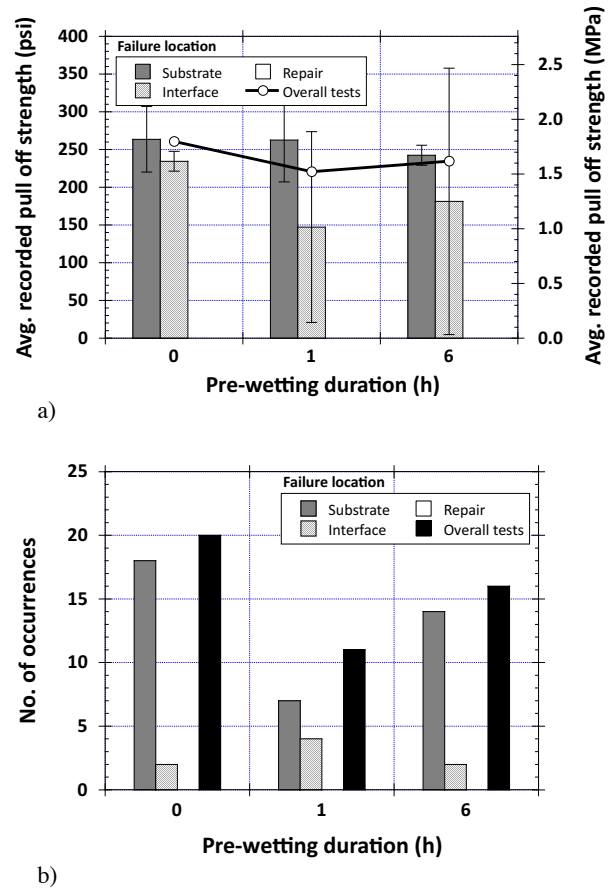 Avg. recorded pull off strength (psi)
400
350
300
250
200
150
100
50
0
Failure location
Substrate Repair
Interface Overall tests
2.5
2.0
1.5
1.0
0.5
0.0
Avg. recorded pull off strength (MPa)
0 1 6
Pre-wetting duration (h)
a)
No. of occurrences
25
20
15
10
5
0
Failure location
Substrate Repair
Interface Overall tests
0 1 6
Pre-wetting duration (h)
b)